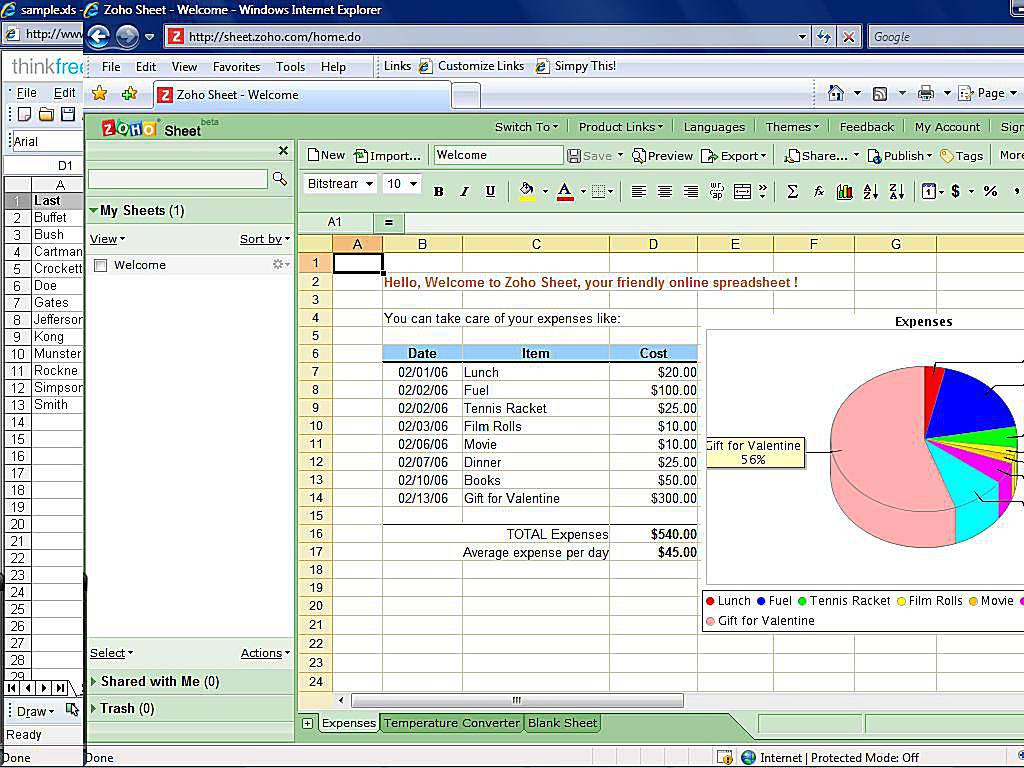 sample.xls -
Zoho Sheet - Welcome - Windows Internet Explorer
http://www
http://sheet.zoho.com/home.do
Google
thinkfree
File Edit View Favorites Tools Help
Links Customize Links Simpy This!
File Edit
Zoho Sheet - Welcome
Page
ZOHO Sheet beta
Switch To Product Links Languages Themes Feedback My Account Sign
Arial
New Import... Welcome Save Preview Export Share... Publish Tags More
D1
Bitstream 10 B I U
A
1 Last
2 Buffet
3 Bush
4 Cartman
5 Crockett
6 Doe
7 Gates
8 Jefferson
9 Kong
10 Munster
11 Rockne
12 Simpson
13 Smith
14
15
16
17
18
19
20
21
22
23
24
25
26
27
28
29
Draw
Ready
Done
My Sheets (1)
View Sort by
Welcome
Select Actions
Shared with Me (0)
Trash (0)
A1 =
A B C D E F G
1
2 Hello, Welcome to Zoho Sheet, your friendly online spreadsheet !
3
4 You can take care of your expenses like:
5
6 Date Item Cost
7 02/01/06 Lunch $20.00
8 02/02/06 Fuel $100.00
9 02/02/06 Tennis Racket $25.00
10 02/03/06 Film Rolls $10.00
11 02/06/06 Movie $10.00
12 02/07/06 Dinner $25.00
13 02/10/06 Books $50.00
14 02/13/06 Gift for Valentine $300.00
15
16 TOTAL Expenses $540.00
17 Average expense per day $45.00
18
19
20
21
22
23
24
Expenses
Gift for Valentine
56%
Lunch Fuel Tennis Racket Film Rolls Movie
Gift for Valentine
Expenses Temperature Converter Blank Sheet
Done
Internet | Protected Mode: Off